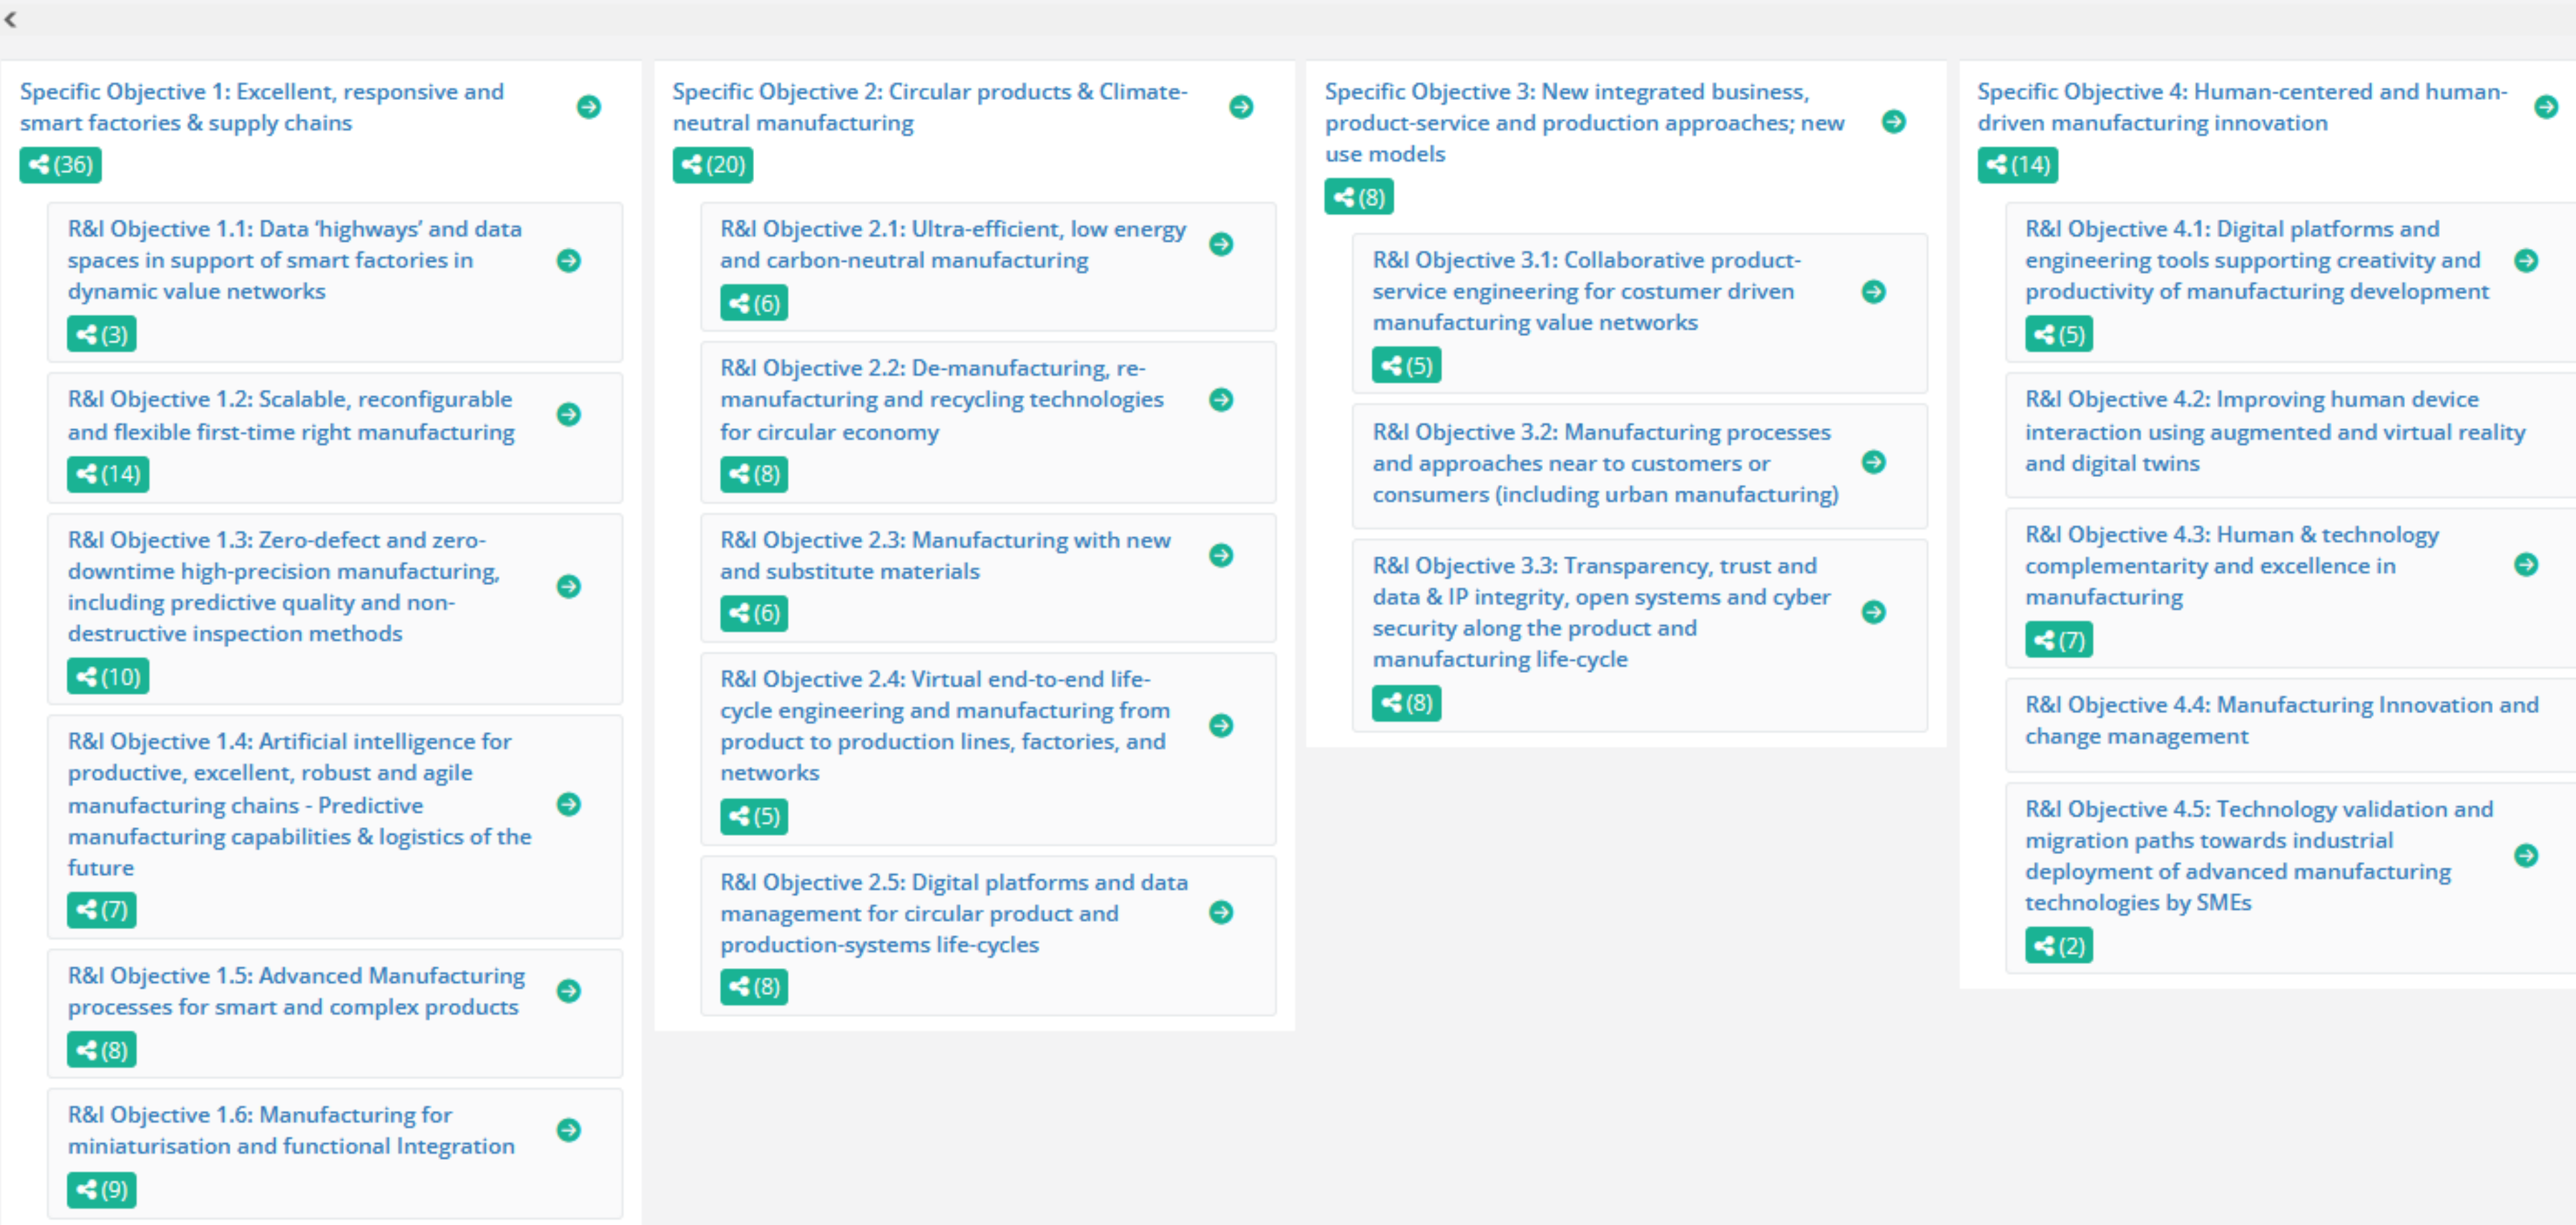 Specific Objective 1: Excellent, responsive and
smart factories & supply chains
(36)
R&I Objective 1.1: Data ‘highways’ and data
spaces in support of smart factories in
dynamic value networks
(3)
R&I Objective 1.2: Scalable, reconfigurable
and flexible first-time right manufacturing
(14)
R&I Objective 1.3: Zero-defect and zero-
downtime high-precision manufacturing,
including predictive quality and non-
destructive inspection methods
(10)
R&I Objective 1.4: Artificial intelligence for
productive, excellent, robust and agile
manufacturing chains - Predictive
manufacturing capabilities & logistics of the
future
(7)
R&I Objective 1.5: Advanced Manufacturing
processes for smart and complex products
(8)
R&I Objective 1.6: Manufacturing for
miniaturisation and functional Integration
(9)
Specific Objective 2: Circular products & Climate-
neutral manufacturing
(20)
R&I Objective 2.1: Ultra-efficient, low energy
and carbon-neutral manufacturing
(6)
R&I Objective 2.2: De-manufacturing, re-
manufacturing and recycling technologies
for circular economy
(8)
R&I Objective 2.3: Manufacturing with new
and substitute materials
(6)
R&I Objective 2.4: Virtual end-to-end life-
cycle engineering and manufacturing from
product to production lines, factories, and
networks
(5)
R&I Objective 2.5: Digital platforms and data
management for circular product and
production-systems life-cycles
(8)
Specific Objective 3: New integrated business,
product-service and production approaches; new
use models
(8)
R&I Objective 3.1: Collaborative product-
service engineering for costumer driven
manufacturing value networks
(5)
R&I Objective 3.2: Manufacturing processes
and approaches near to customers or
consumers (including urban manufacturing)
R&I Objective 3.3: Transparency, trust and
data & IP integrity, open systems and cyber
security along the product and
manufacturing life-cycle
(8)
Specific Objective 4: Human-centered and human-
driven manufacturing innovation
(14)
R&I Objective 4.1: Digital platforms and
engineering tools supporting creativity and
productivity of manufacturing development
(5)
R&I Objective 4.2: Improving human device
interaction using augmented and virtual reality
and digital twins
R&I Objective 4.3: Human & technology
complementarity and excellence in
manufacturing
(7)
R&I Objective 4.4: Manufacturing Innovation and
change management
R&I Objective 4.5: Technology validation and
migration paths towards industrial
deployment of advanced manufacturing
technologies by SMEs
(2)